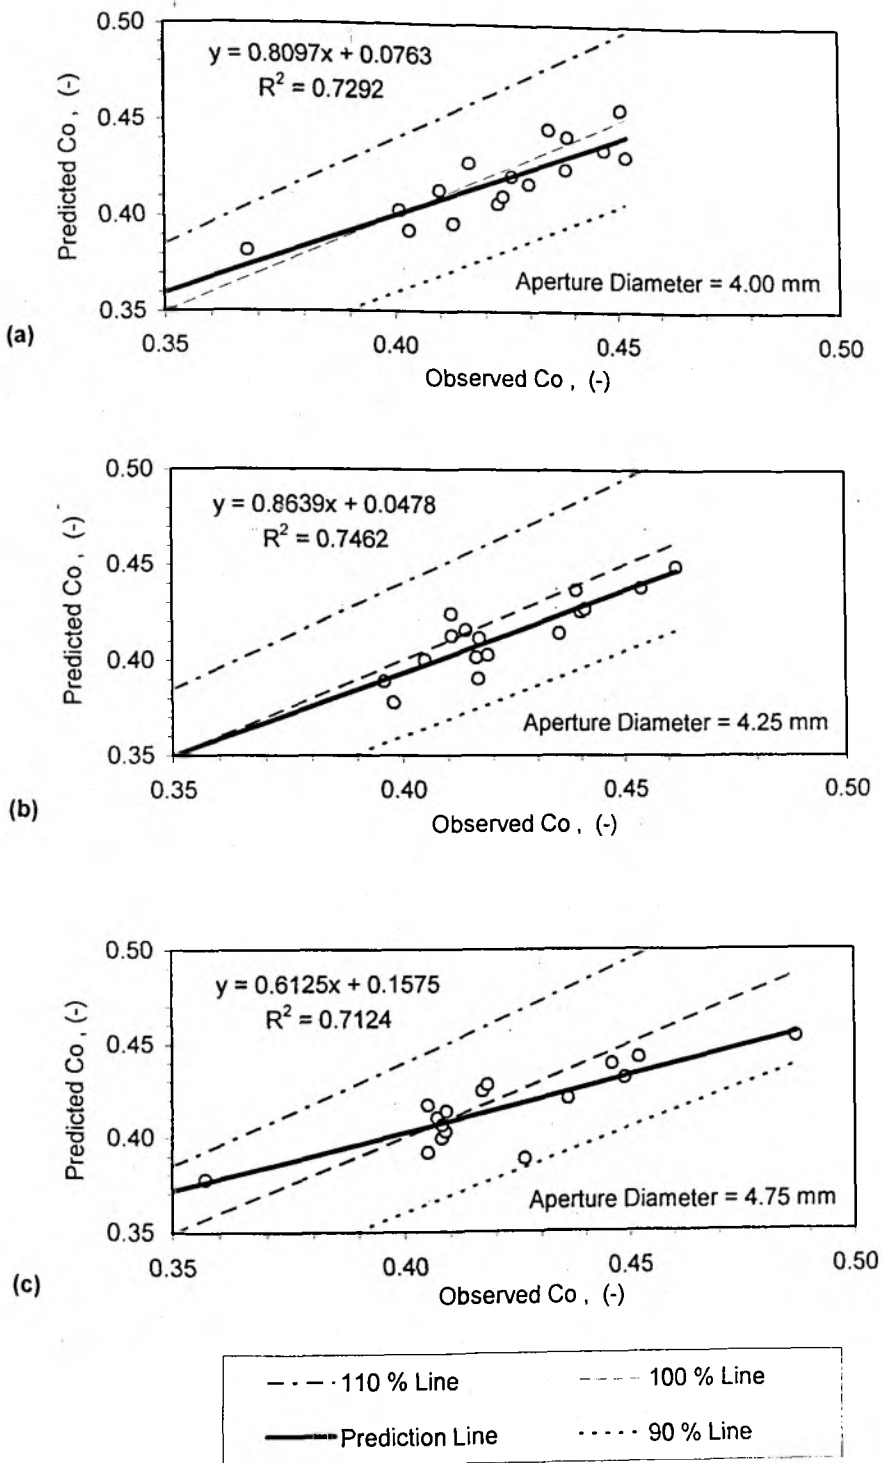 0.50
y = 0.8097x + 0.0763
R² = 0.7292
0.45
0.40
0.35
Predicted Co , (-)
Aperture Diameter = 4.00 mm
(a)
0.35 0.40 0.45 0.50
Observed Co , (-)
0.50
y = 0.8639x + 0.0478
R² = 0.7462
0.45
0.40
0.35
Predicted Co , (-)
Aperture Diameter = 4.25 mm
(b)
0.35 0.40 0.45 0.50
Observed Co , (-)
0.50
y = 0.6125x + 0.1575
R² = 0.7124
0.45
0.40
0.35
Predicted Co , (-)
Aperture Diameter = 4.75 mm
(c)
0.35 0.40 0.45 0.50
Observed Co , (-)
110 % Line 100 % Line
Prediction Line 90 % Line